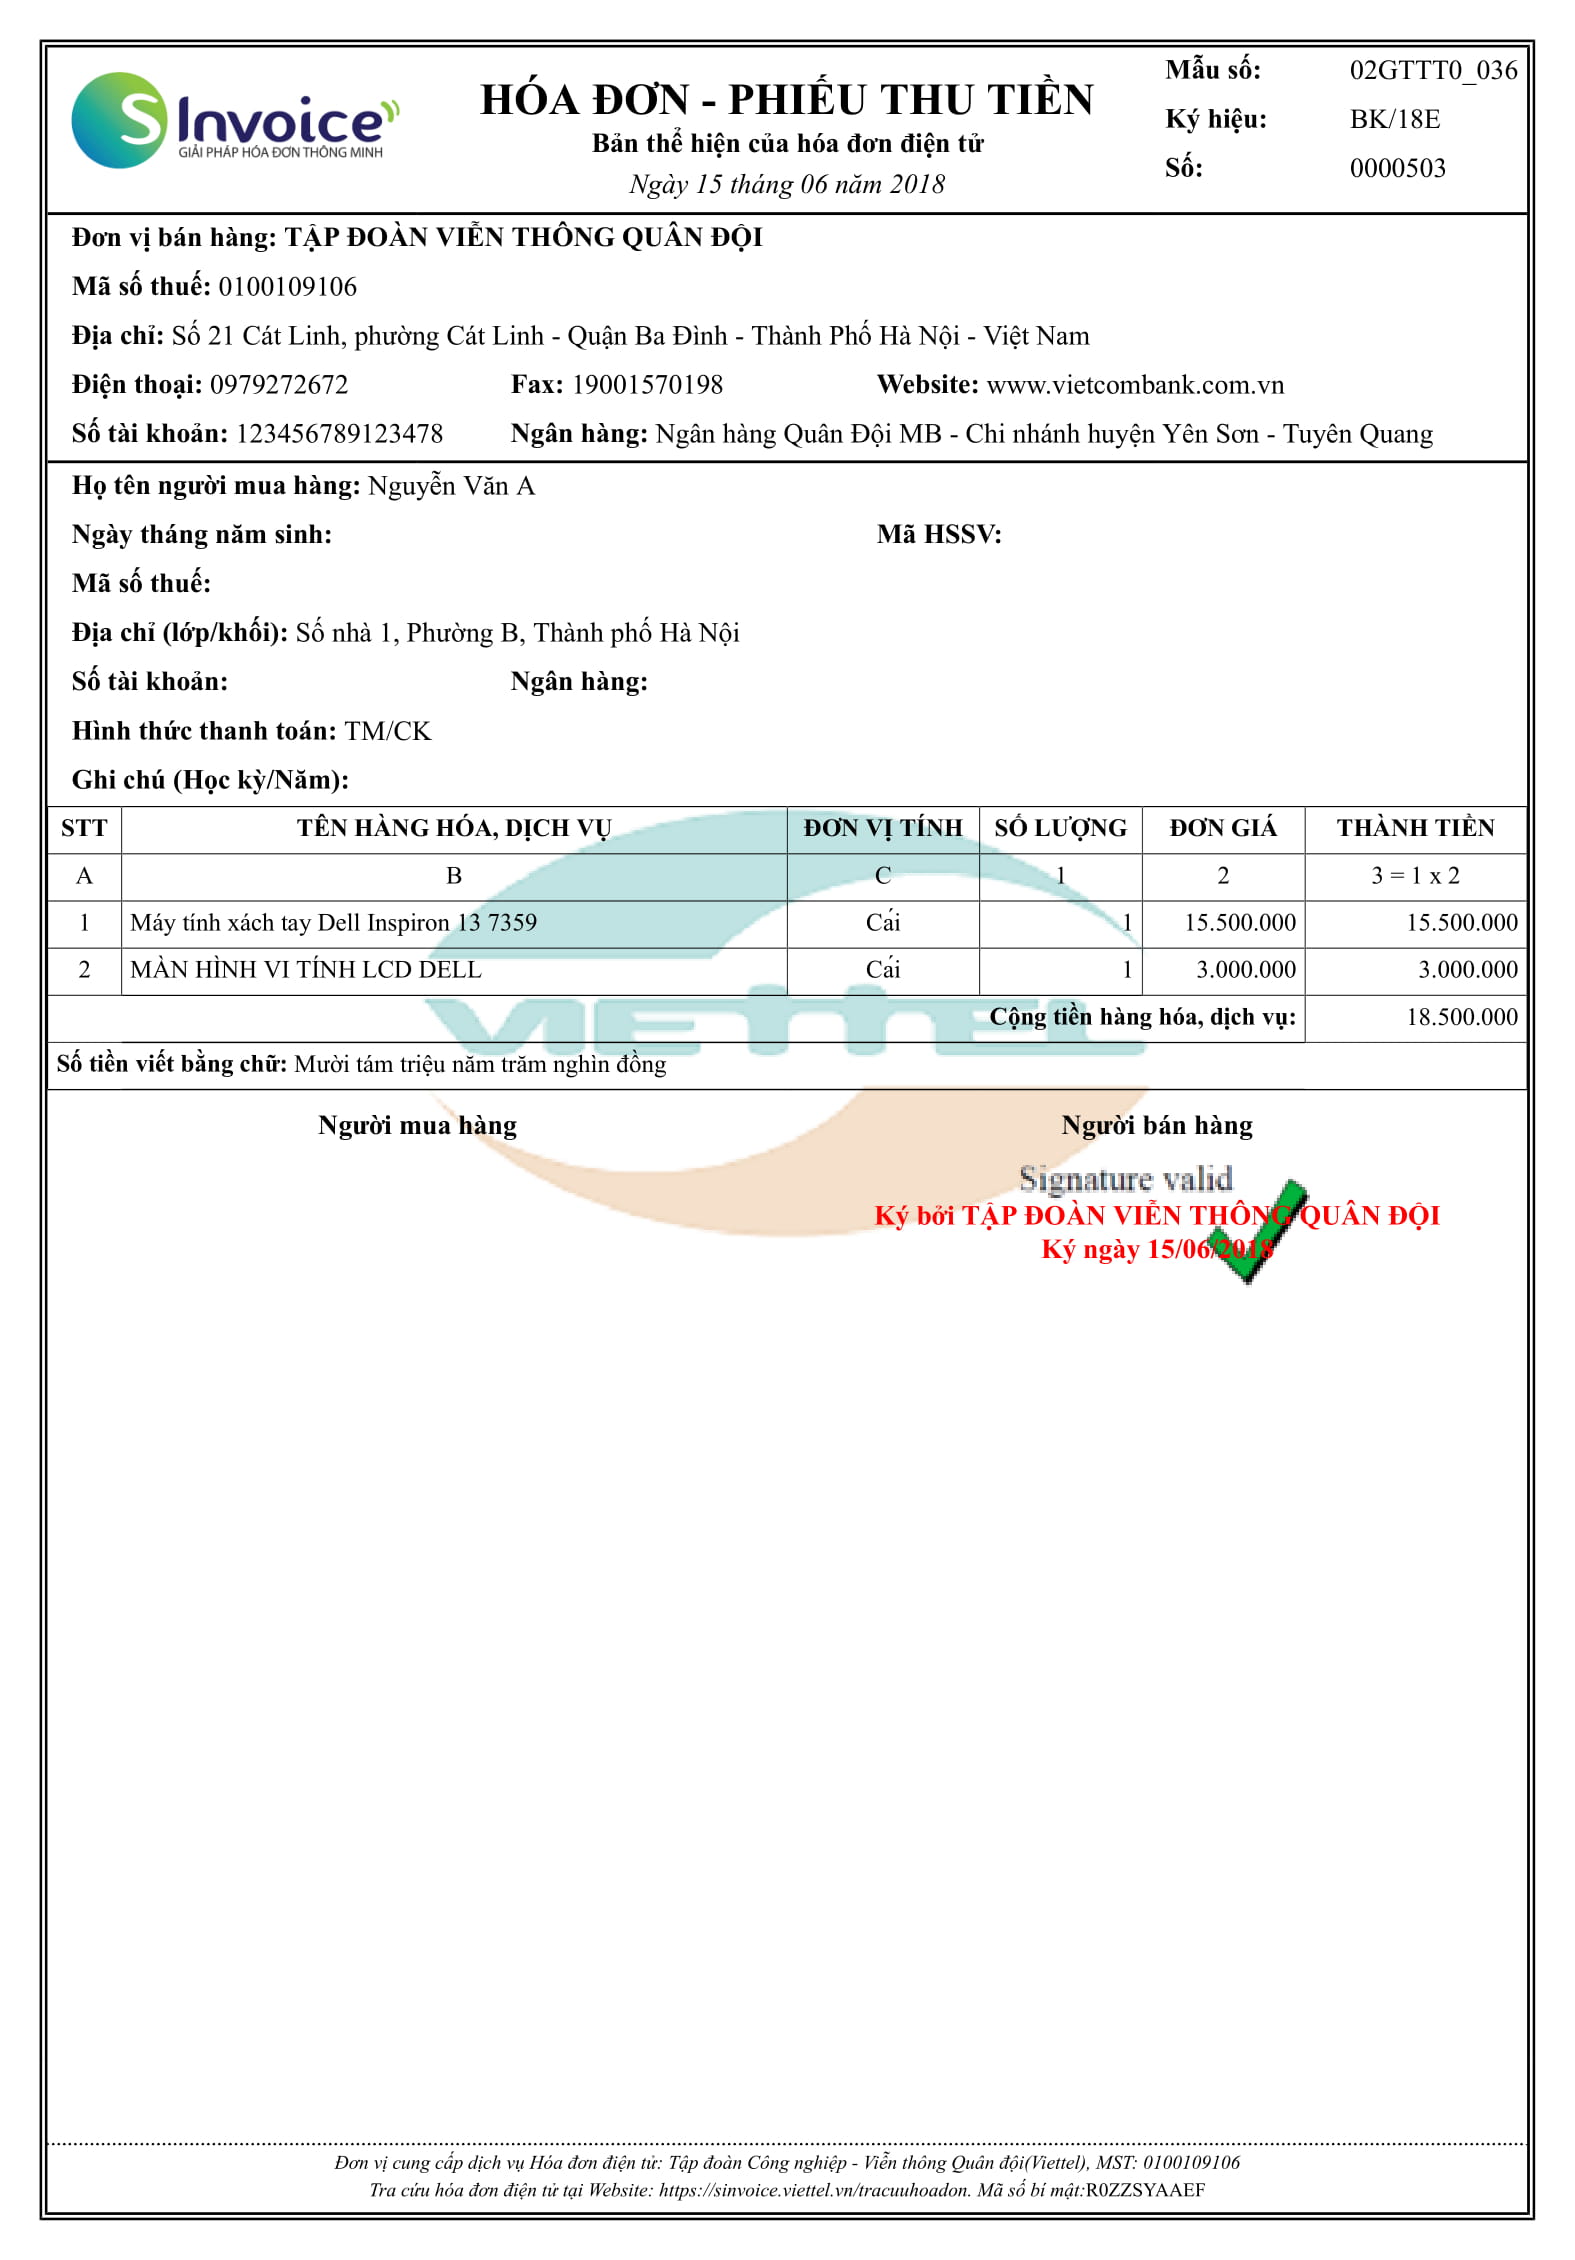 S Invoice
GIẢI PHÁP HÓA ĐƠN THÔNG MINH
HÓA ĐƠN - PHIẾU THU TIỀN
Bản thể hiện của hóa đơn điện tử
Ngày 15 tháng 06 năm 2018
Mẫu số: 02GTTT0_036
Ký hiệu: BK/18E
Số: 0000503
Đơn vị bán hàng: TẬP ĐOÀN VIỄN THÔNG QUÂN ĐỘI
Mã số thuế: 0100109106
Địa chỉ: Số 21 Cát Linh, phường Cát Linh - Quận Ba Đình - Thành Phố Hà Nội - Việt Nam
Điện thoại: 0979272672 Fax: 19001570198 Website: www.vietcombank.com.vn
Số tài khoản: 123456789123478 Ngân hàng: Ngân hàng Quân Đội MB - Chi nhánh huyện Yên Sơn - Tuyên Quang
Họ tên người mua hàng: Nguyễn Văn A
Ngày tháng năm sinh: Mã HSSV:
Mã số thuế:
Địa chỉ (lớp/khối): Số nhà 1, Phường B, Thành phố Hà Nội
Số tài khoản: Ngân hàng:
Hình thức thanh toán: TM/CK
Ghi chú (Học kỳ/Năm):
STT TÊN HÀNG HÓA, DỊCH VỤ ĐƠN VỊ TÍNH SỐ LƯỢNG ĐƠN GIÁ THÀNH TIỀN
A B C 1 2 3 = 1 x 2
1 Máy tính xách tay Dell Inspiron 13 7359 Cái 1 15.500.000 15.500.000
2 MÀN HÌNH VI TÍNH LCD DELL Cái 1 3.000.000 3.000.000
VIETTEL
Cộng tiền hàng hóa, dịch vụ: 18.500.000
Số tiền viết bằng chữ: Mười tám triệu năm trăm nghìn đồng
Người mua hàng Người bán hàng
Signature valid
Ký bởi TẬP ĐOÀN VIỄN THÔNG QUÂN ĐỘI
Ký ngày 15/06/2018
Đơn vị cung cấp dịch vụ Hóa đơn điện tử: Tập đoàn Công nghiệp - Viễn thông Quân đội(Viettel), MST: 0100109106
Tra cứu hóa đơn điện tử tại Website: https://sinvoice.viettel.vn/tracuuhoadon. Mã số bí mật:R0ZZSYAAEF